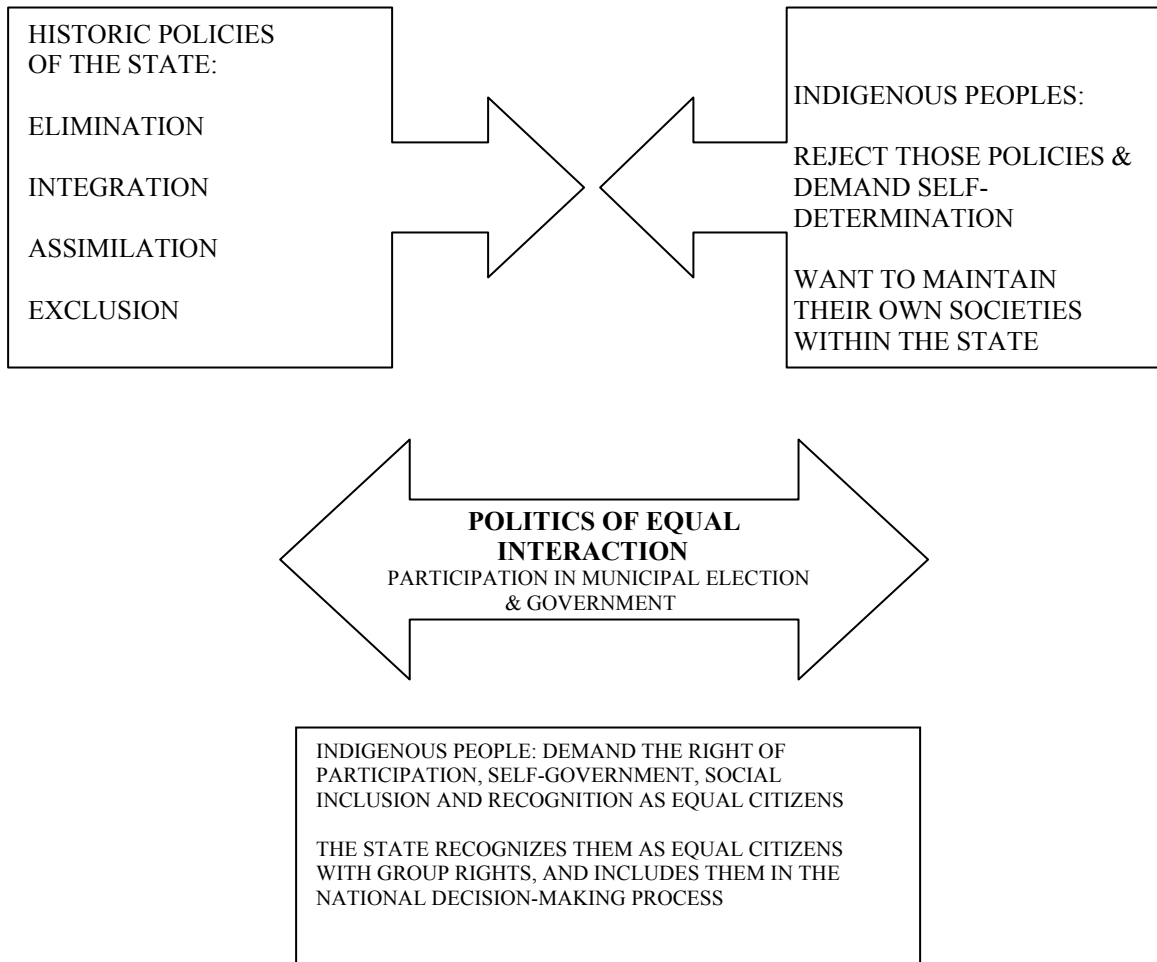 HISTORIC POLICIES
OF THE STATE:
ELIMINATION
INTEGRATION
ASSIMILATION
EXCLUSION
INDIGENOUS PEOPLES:
REJECT THOSE POLICIES &
DEMAND SELF-
DETERMINATION
WANT TO MAINTAIN
THEIR OWN SOCIETIES
WITHIN THE STATE
POLITICS OF EQUAL
INTERACTION
PARTICIPATION IN MUNICIPAL ELECTION
& GOVERNMENT
INDIGENOUS PEOPLE: DEMAND THE RIGHT OF
PARTICIPATION, SELF-GOVERNMENT, SOCIAL
INCLUSION AND RECOGNITION AS EQUAL CITIZENS
THE STATE RECOGNIZES THEM AS EQUAL CITIZENS
WITH GROUP RIGHTS, AND INCLUDES THEM IN THE
NATIONAL DECISION-MAKING PROCESS